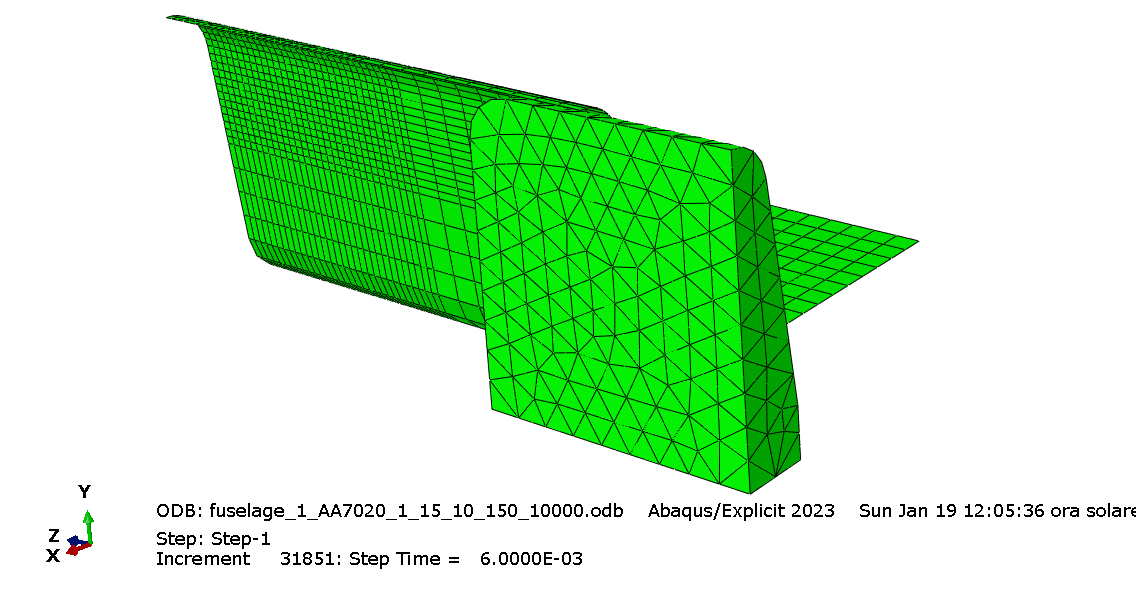 Y
Z
X
ODB: fuselage_1_AA7020_1_15_10_150_10000.odb Abaqus/Explicit 2023 Sun Jan 19 12:05:36 ora solare
Step: Step-1
Increment 31851: Step Time = 6.0000E-03